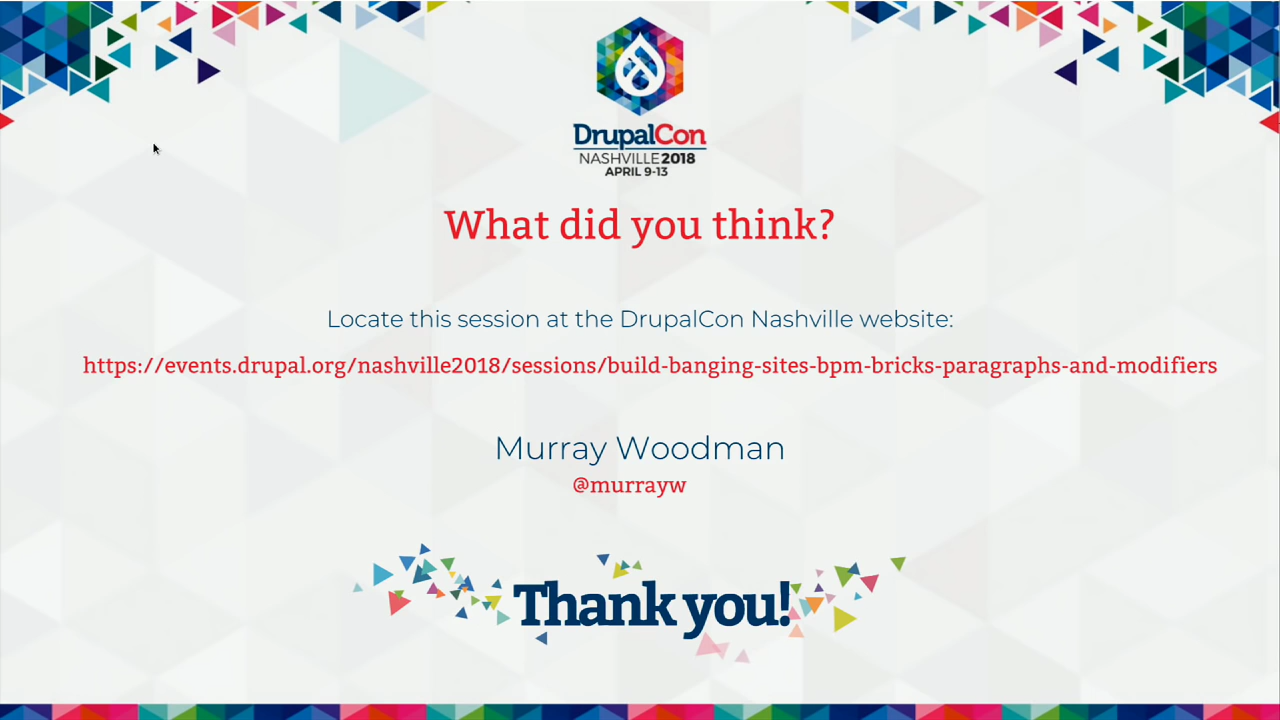 DrupalCon
NASHVILLE 2018
APRIL 9-13
What did you think?
Locate this session at the DrupalCon Nashville website:
https://events.drupal.org/nashville2018/sessions/build-banging-sites-bpm-bricks-paragraphs-and-modifiers
Murray Woodman
@murrayw
Thank you!